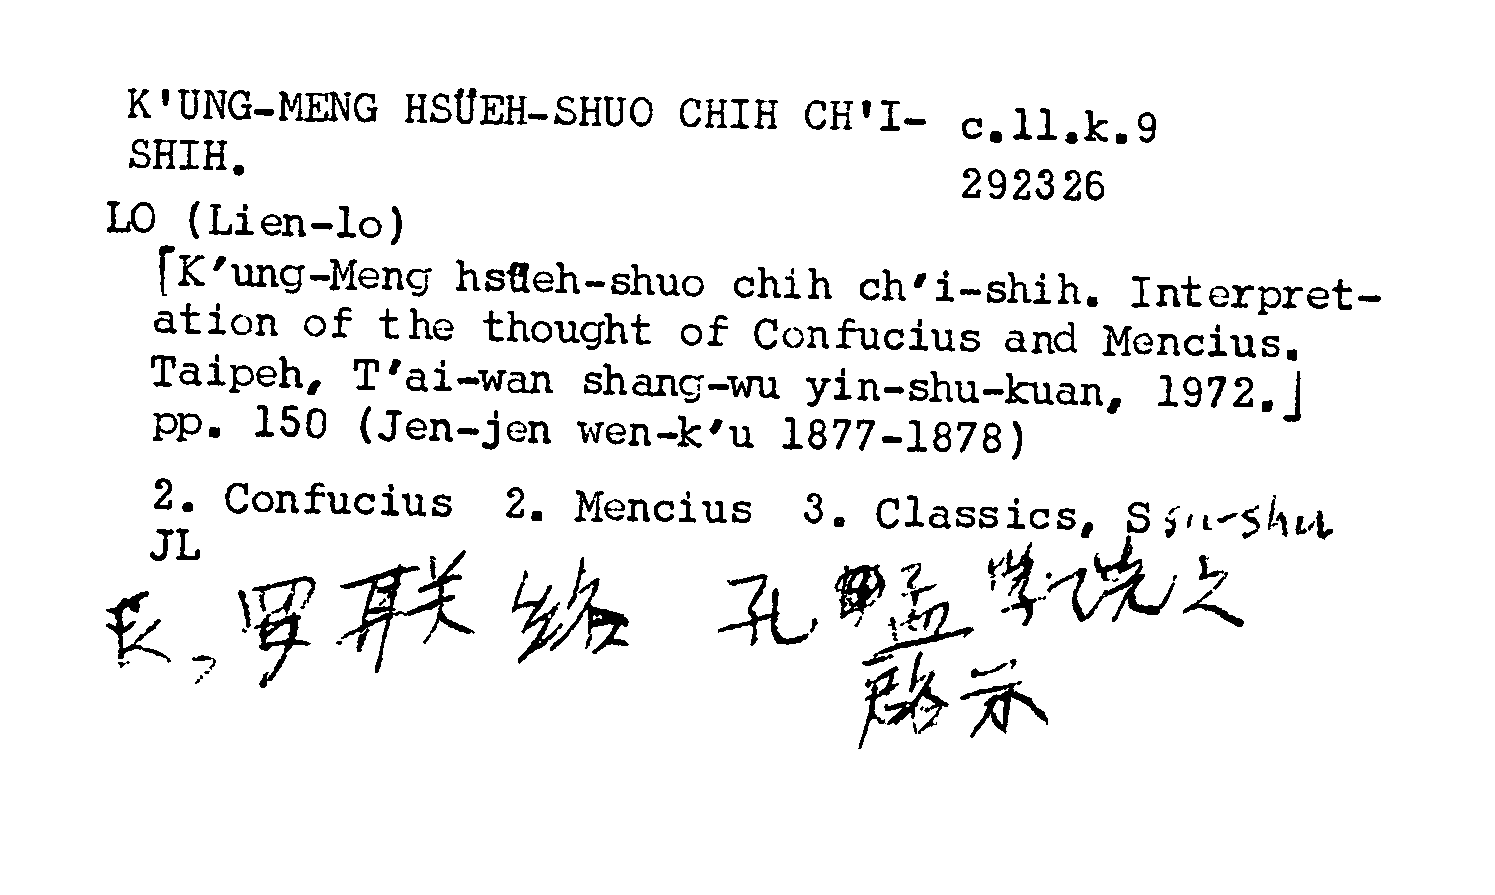 K'UNG-MENG HSÜEH-SHUO CHIH CH'I- c.11.k.9
SHIH.
292326
LO (Lien-lo)
⌈K'ung-Meng hsüeh-shuo chih ch'i-shih. Interpret-
ation of the thought of Confucius and Mencius.
Taipeh, T'ai-wan shang-wu yin-shu-kuan, 1972.⌋
pp. 150 (Jen-jen wen-k'u 1877-1878)
2. Confucius 2. Mencius 3. Classics, Ssu-shu
JL
罗联络 孔孟学说之
啓示